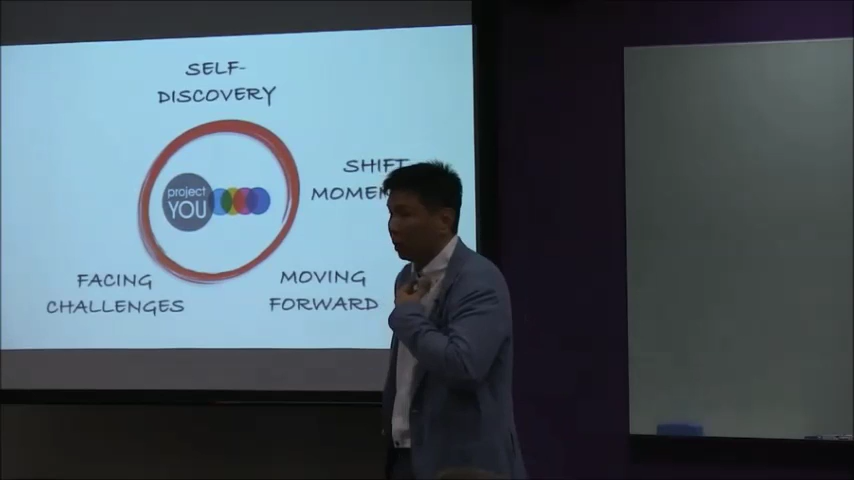 SELF-
DISCOVERY
SHIFT
project
YOU
FACING
CHALLENGES
MOVING
FORWARD